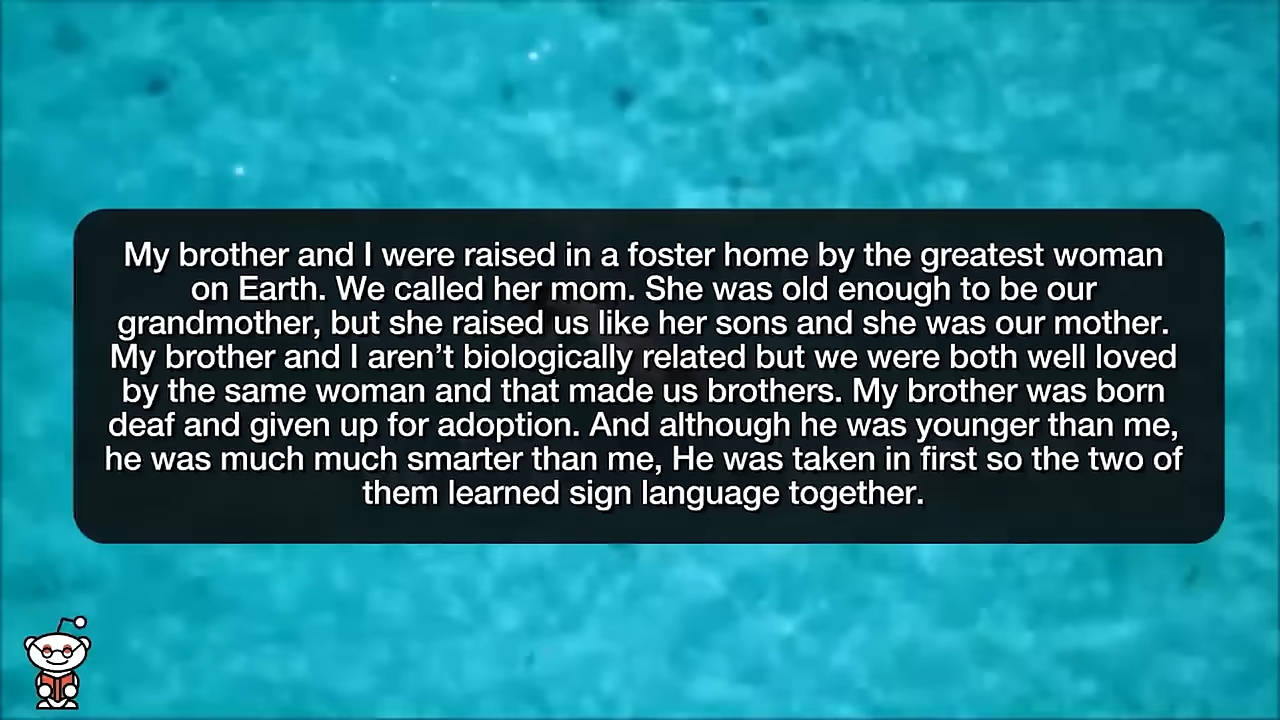 My brother and I were raised in a foster home by the greatest woman
on Earth. We called her mom. She was old enough to be our
grandmother, but she raised us like her sons and she was our mother.
My brother and I aren’t biologically related but we were both well loved
by the same woman and that made us brothers. My brother was born
deaf and given up for adoption. And although he was younger than me,
he was much much smarter than me, He was taken in first so the two of
them learned sign language together.